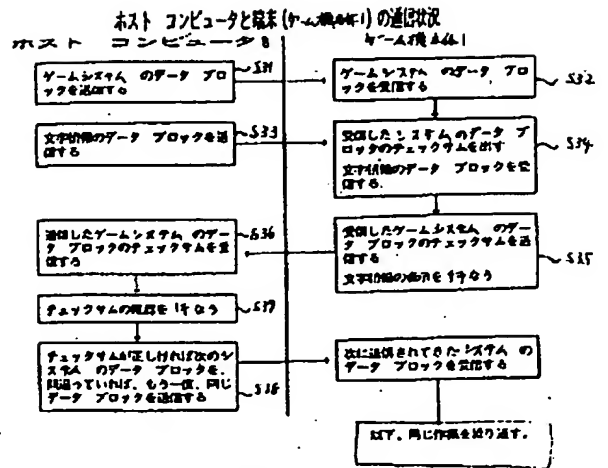 ホスト コンピュータと端末(ゲーム機本体1)の通信状況
ホスト コンピュータ8
ゲーム機本体1
ゲームシステム のデータ ブロ
ックを送信する
S31
ゲームシステム のデータ ブロ
ックを受信する
S32
文字情報のデータ ブロックを送
信する
S33
受信したシステムのデータ ブ
ロックのチェックサムを出す
文字情報のデータ ブロックを受
信する.
S34
送信したゲームシステム のデー
タ ブロックのチェックサムを受
信する
S36
受信したゲームシステム のデー
タ ブロックのチェックサムを送
信する
文字情報の表示を行なう
S35
チェックサムの確認を行なう
S37
チェックサムが正しければ次のシ
ステム のデータ ブロックを、
間違っていれば、もう一度、同じ
データ ブロックを送信する
S38
次に送信されてきたシステム の
データ ブロックを受信する
以下、同じ作業を繰り返す。